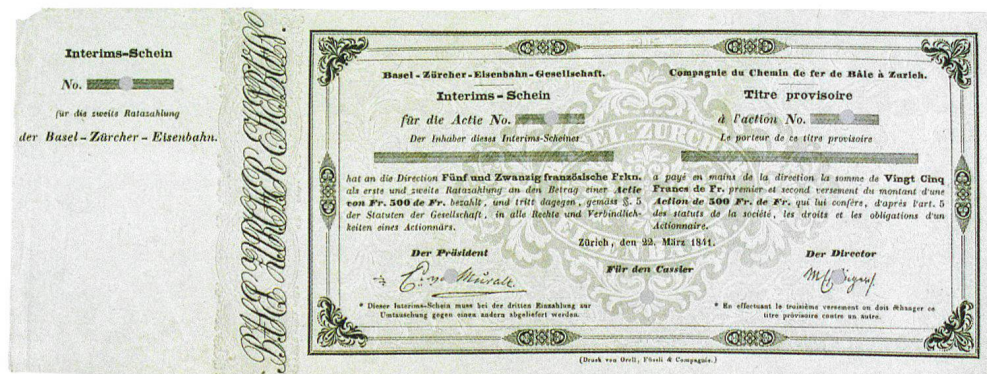 Interims-Schein
No.
für die zweite Ratazahlung
der Basel-Zürcher-Eisenbahn.
BASEL ZÜRCHER EISENBAHN.
Basel-Zürcher-Eisenbahn-Gesellschaft.
Interims-Schein
für die Actie No.
Der Inhaber dieses Interims-Scheines
hat an die Direction Fünf und Zwanzig französische Frkn.
als erste und zweite Ratazahlung an den Betrag einer Actie
von Fr. 500 de Fr. bezahlt, und tritt dagegen, gemäss §. 5
der Statuten der Gesellschaft, in alle Rechte und Verbindlich-
keiten eines Actionnärs.
Compagnie du Chemin de fer de Bâle à Zurich.
Titre provisoire
à l'action No.
Le porteur de ce titre provisoire
a payé en mains de la direction la somme de Vingt Cinq
Francs de Fr. premier et second versement du montant d'une
Action de 500 Fr. de Fr. qui lui confère, d'après l'art. 5
des statuts de la société, les droits et les obligations d'un
Actionnaire.
Zürich, den 22. März 1841.
Der Präsident
Für den Cassier
Der Director
* Dieser Interims-Schein muss bei der dritten Einzahlung zur
Umtauschung gegen einen andern abgeliefert werden.
* En effectuant le troisième versement on doit échanger ce
titre provisoire contre un autre.
(Druck von Orell, Füssli & Compagnie.)
BASEL-ZÜRCHER
EISENBAHN.